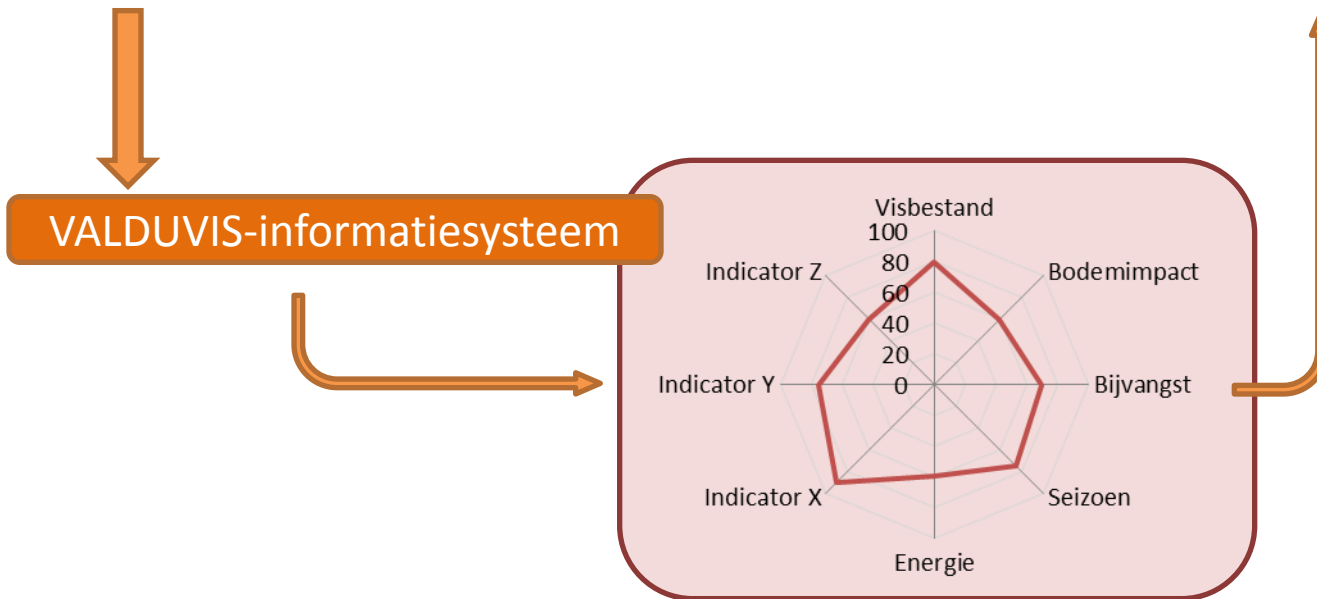 VALDUVIS-informatiesysteem
Visbestand
100
80
60
40
20
0
Bodemimpact
Bijvangst
Seizoen
Energie
Indicator X
Indicator Y
Indicator Z